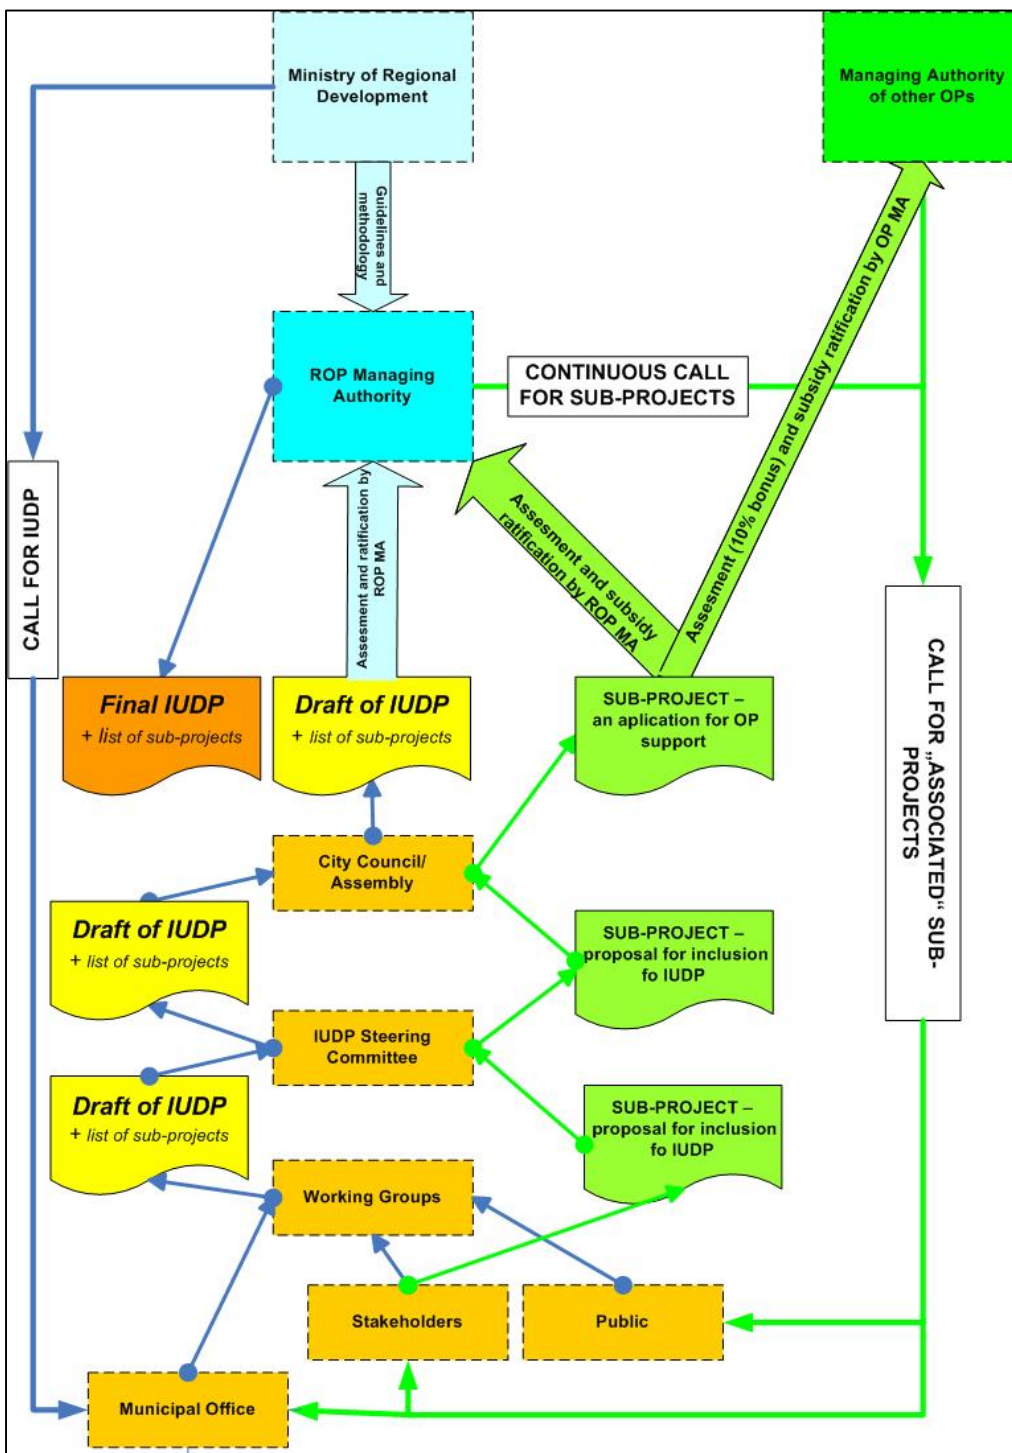 Ministry of Regional
Development
Managing Authority
of other OPs
Guidelines and
methodology
ROP Managing
Authority
CONTINUOUS CALL
FOR SUB-PROJECTS
Assesment (10% bonus) and subsidy ratification by OP MA
CALL FOR IUDP
Assesment and ratification by
ROP MA
Assesment and subsidy
ratification by ROP MA
CALL FOR „ASSOCIATED“ SUB-
PROJECTS
Final IUDP
+ list of sub-projects
Draft of IUDP
+ list of sub-projects
SUB-PROJECT –
an aplication for OP
support
City Council/
Assembly
Draft of IUDP
+ list of sub-projects
SUB-PROJECT –
proposal for inclusion
fo IUDP
IUDP Steering
Committee
Draft of IUDP
+ list of sub-projects
SUB-PROJECT –
proposal for inclusion
fo IUDP
Working Groups
Stakeholders
Public
Municipal Office